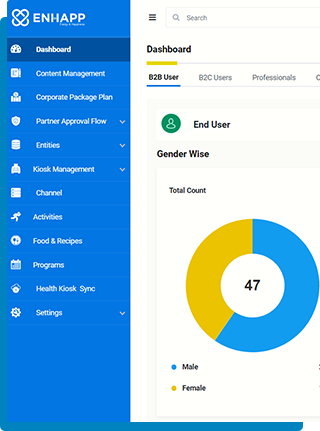 ENHAPP
Dashboard
Content Management
Corporate Package Plan
Partner Approval Flow
Entities
Kiosk Management
Channel
Activities
Food & Recipes
Programs
Health Kiosk Sync
Settings
Search
Dashboard
B2B User B2C Users Professionals
End User
Gender Wise
Total Count
47
Male
Female